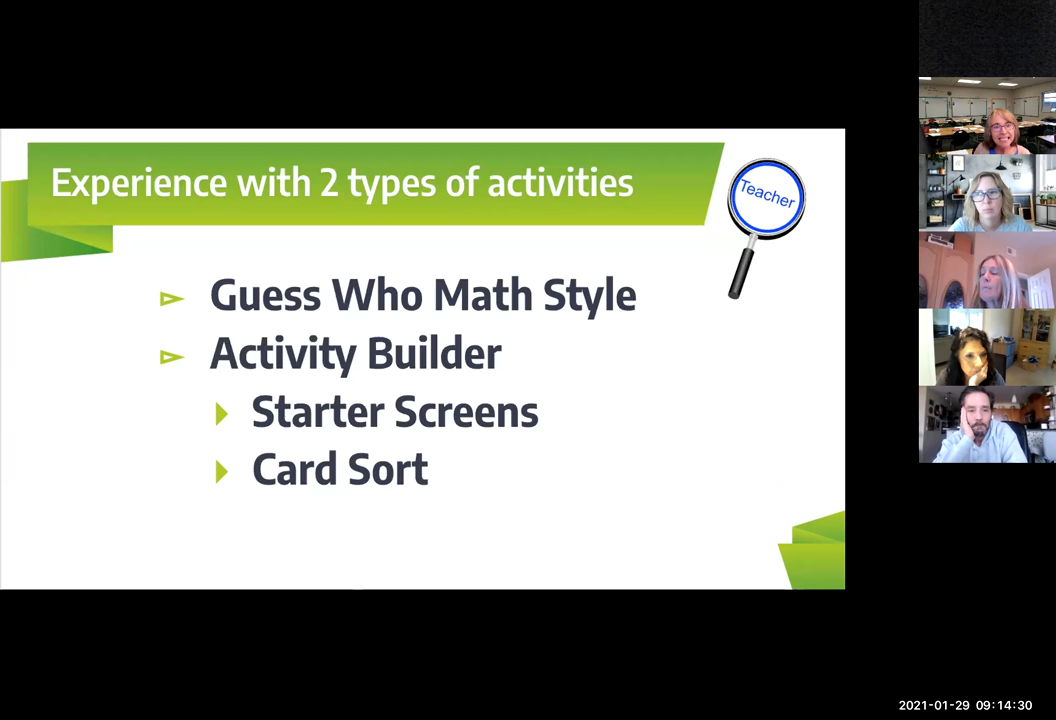 Experience with 2 types of activities
Teacher
Guess Who Math Style
Activity Builder
Starter Screens
Card Sort
2021-01-29 09:14:30